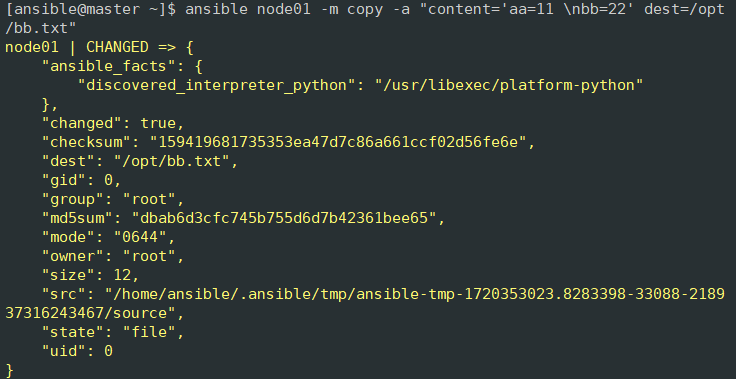 [ansible@master ~]$ ansible node01 -m copy -a "content='aa=11 \nbb=22' dest=/opt
/bb.txt"
node01 | CHANGED => {
    "ansible_facts": {
        "discovered_interpreter_python": "/usr/libexec/platform-python"
    },
    "changed": true,
    "checksum": "159419681735353ea47d7c86a661ccf02d56fe6e",
    "dest": "/opt/bb.txt",
    "gid": 0,
    "group": "root",
    "md5sum": "dbab6d3cfc745b755d6d7b42361bee65",
    "mode": "0644",
    "owner": "root",
    "size": 12,
    "src": "/home/ansible/.ansible/tmp/ansible-tmp-1720353023.8283398-33088-2189
37316243467/source",
    "state": "file",
    "uid": 0
}